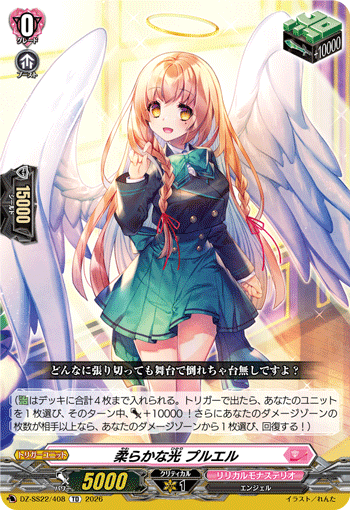 0
グレード
ブースト
治
+10000
15000
シールド
どんなに張り切っても舞台で倒れちゃ台無しですよ?
(治はデッキに合計4枚まで入れられる。トリガーで出たら、あなたのユニット
を1枚選び、そのターン中、+10000!さらにあなたのダメージゾーンの
枚数が相手以上なら、あなたのダメージゾーンから1枚選び、回復する!)
トリガーユニット
柔らかな光 プルエル
リリカルモナステリオ
パワー 5000
クリティカル
1
エンジェル
DZ-SS22/408 TD 2026
イラスト/れんた